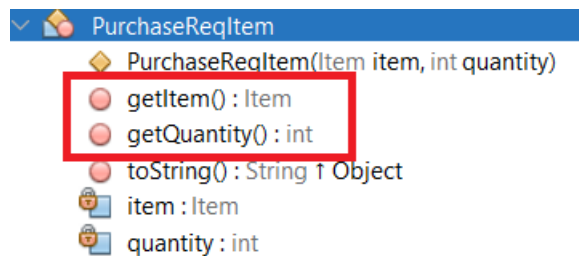 PurchaseReqItem
PurchaseReqItem(Item item, int quantity)
getItem() : Item
getQuantity() : int
toString() : String ↑ Object
item : Item
quantity : int